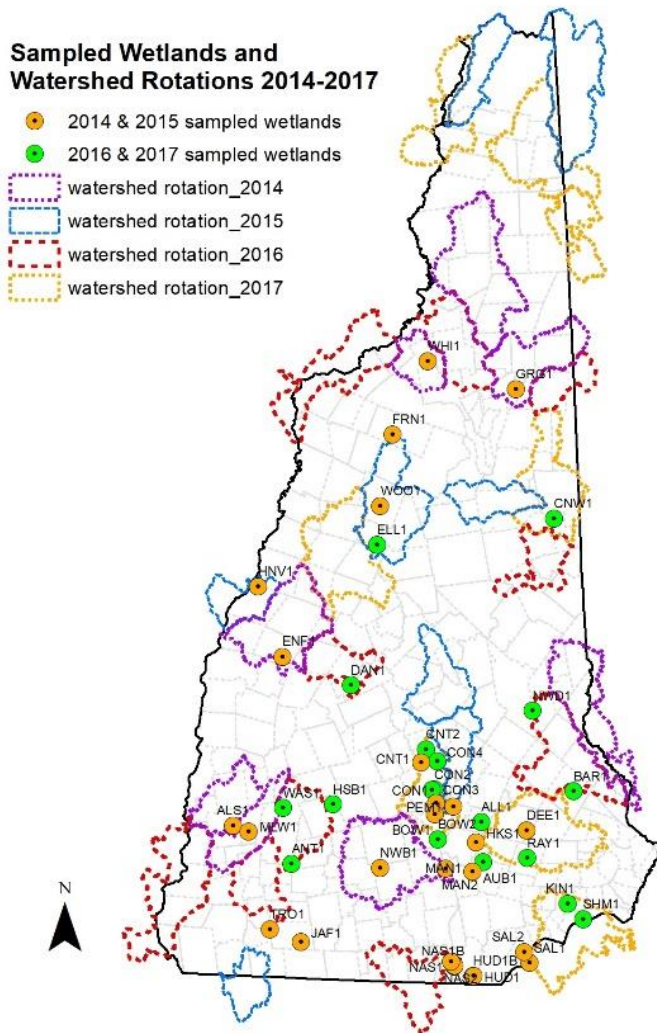 Sampled Wetlands and
Watershed Rotations 2014-2017
2014 & 2015 sampled wetlands
2016 & 2017 sampled wetlands
watershed rotation_2014
watershed rotation_2015
watershed rotation_2016
watershed rotation_2017
WHI1
GRG1
FRN1
WOO1
CNW1
ELL1
HNV1
ENF1
DAN1
NWD1
CNT2
CNT1
CON4
CON2
BAR1
CON1
CON3
WAS1
HSB1
ALS1
MLW1
BOW2
ALL1
DEE1
BOW1
HKS1
RAY1
ANT1
NWB1
MAN1
AUB1
MAN2
KIN1
SHM1
TRO1
JAF1
SAL2
SAL1
NAS1B
HUD1B
NAS1
NAS2
HUD1
N